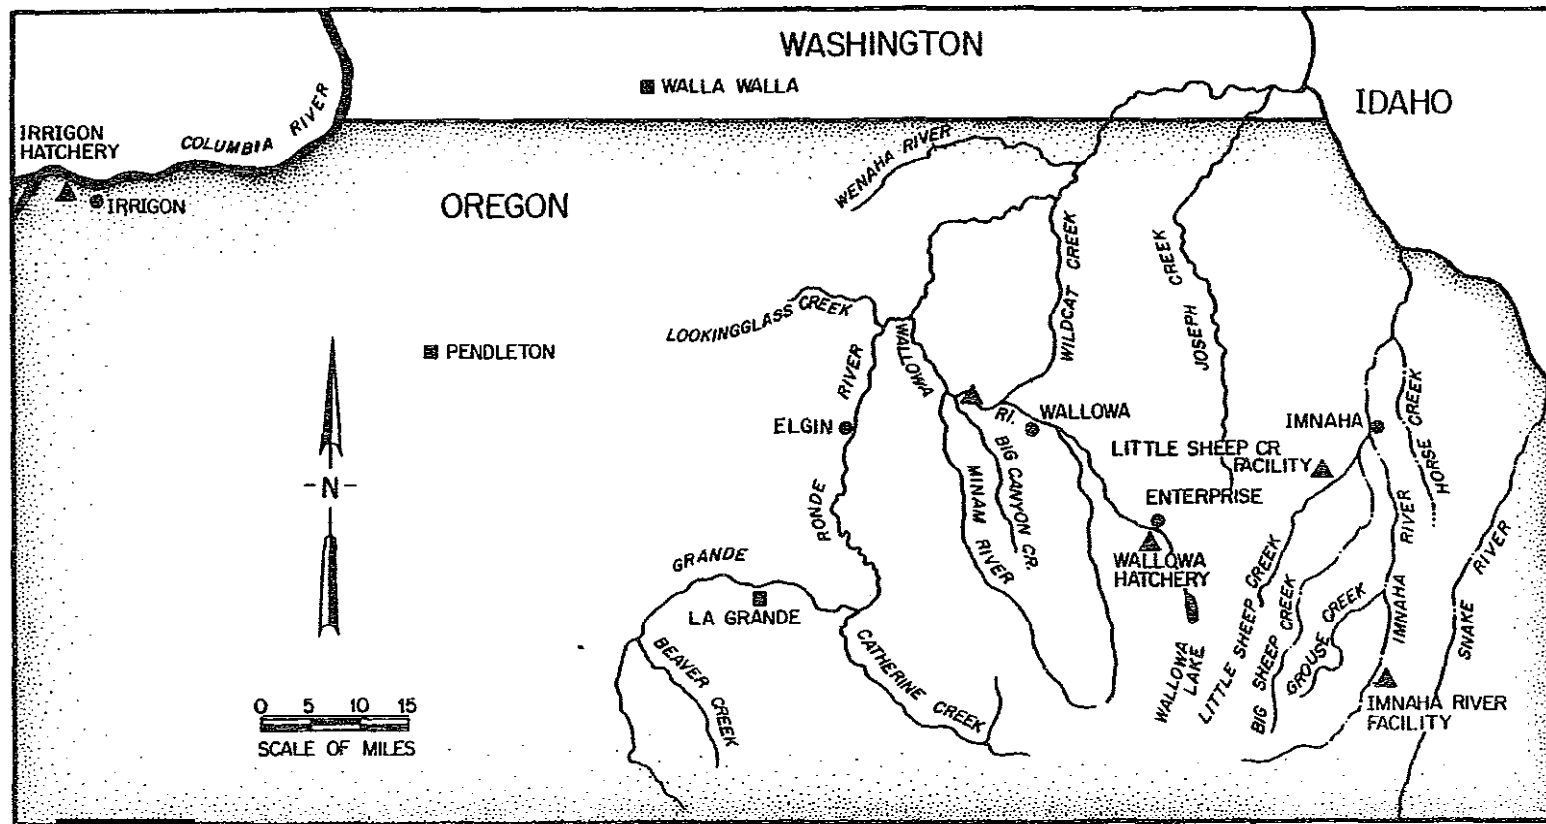 WASHINGTON
WALLA WALLA
IDAHO
COLUMBIA RIVER
IRRIGON
HATCHERY
IRRIGON
OREGON
WENAHA RIVER
LOOKINGGLASS CREEK
PENDLETON
WALLOWA
RI.
WILDCAT CREEK
JOSEPH CREEK
ELGIN
WALLOWA
IMNAHA
HORSE CREEK
LITTLE SHEEP CR
FACILITY
ENTERPRISE
BIG CANYON CR.
MINAM RIVER
-N-
GRANDE
RONDE
RIVER
WALLOWA
HATCHERY
LA GRANDE
BEAVER CREEK
CATHERINE CREEK
WALLOWA
LAKE
LITTLE SHEEP CREEK
BIG SHEEP CREEK
GROUSE CREEK
IMNAHA RIVER
SNAKE RIVER
IMNAHA RIVER
FACILITY
0 5 10 15
SCALE OF MILES